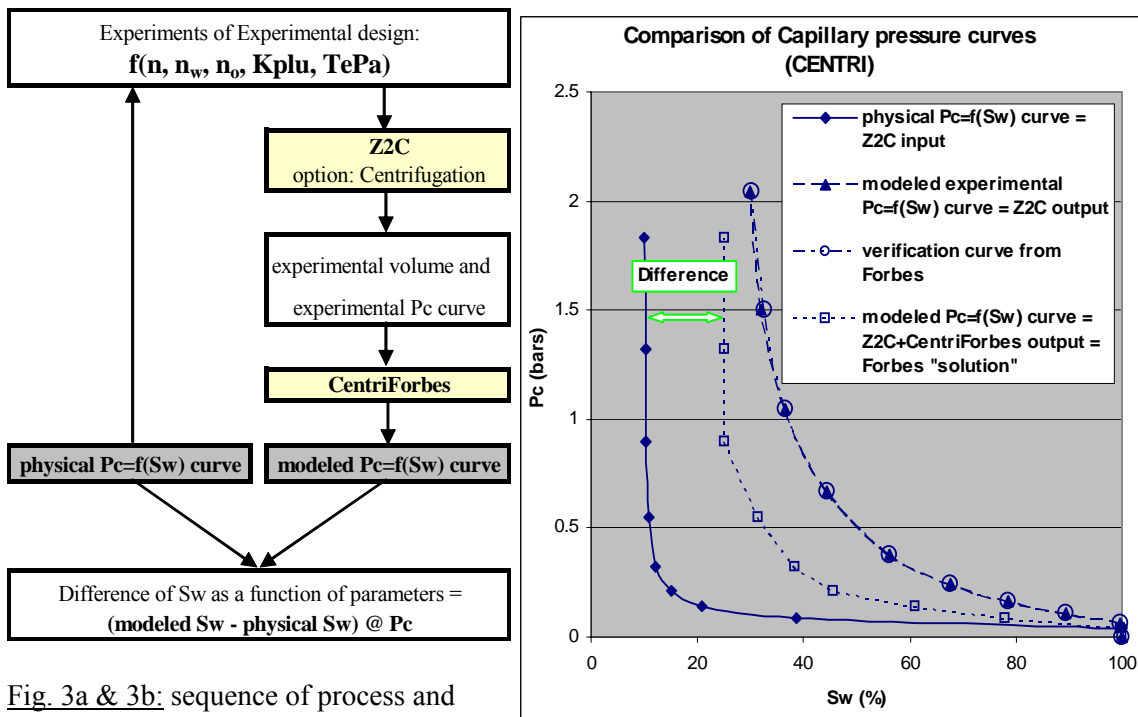 Experiments of Experimental design:
f(n, nw, no, Kplu, TePa)
Z2C
option: Centrifugation
experimental volume and
experimental Pc curve
CentriForbes
physical Pc=f(Sw) curve
modeled Pc=f(Sw) curve
Difference of Sw as a function of parameters =
(modeled Sw - physical Sw) @ Pc
Fig. 3a & 3b: sequence of process and
Comparison of Capillary pressure curves
(CENTRI)
2.5
2
1.5
1
0.5
0
Pc (bars)
physical Pc=f(Sw) curve =
Z2C input
modeled experimental
Pc=f(Sw) curve = Z2C output
verification curve from
Forbes
modeled Pc=f(Sw) curve =
Z2C+CentriForbes output =
Forbes "solution"
Difference
0
20
40
60
80
100
Sw (%)